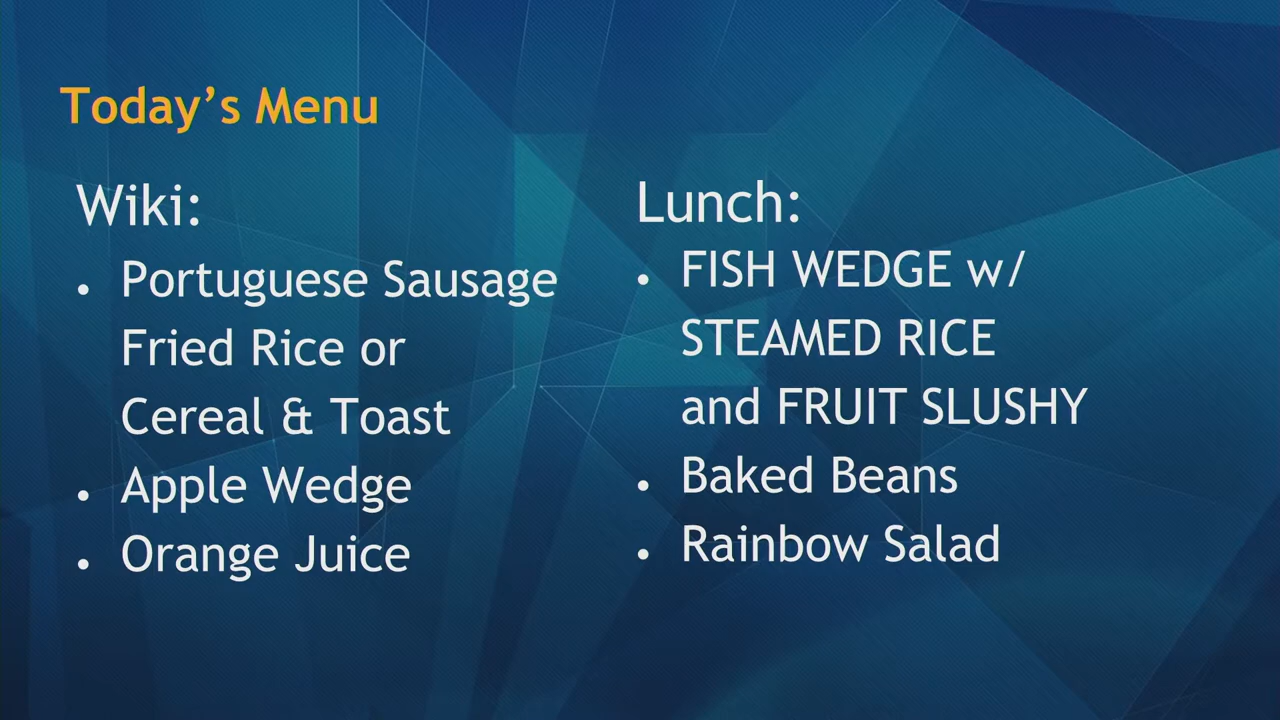 Today’s Menu
Wiki:
• Portuguese Sausage
Fried Rice or
Cereal & Toast
• Apple Wedge
• Orange Juice
Lunch:
• FISH WEDGE w/
STEAMED RICE
and FRUIT SLUSHY
• Baked Beans
• Rainbow Salad